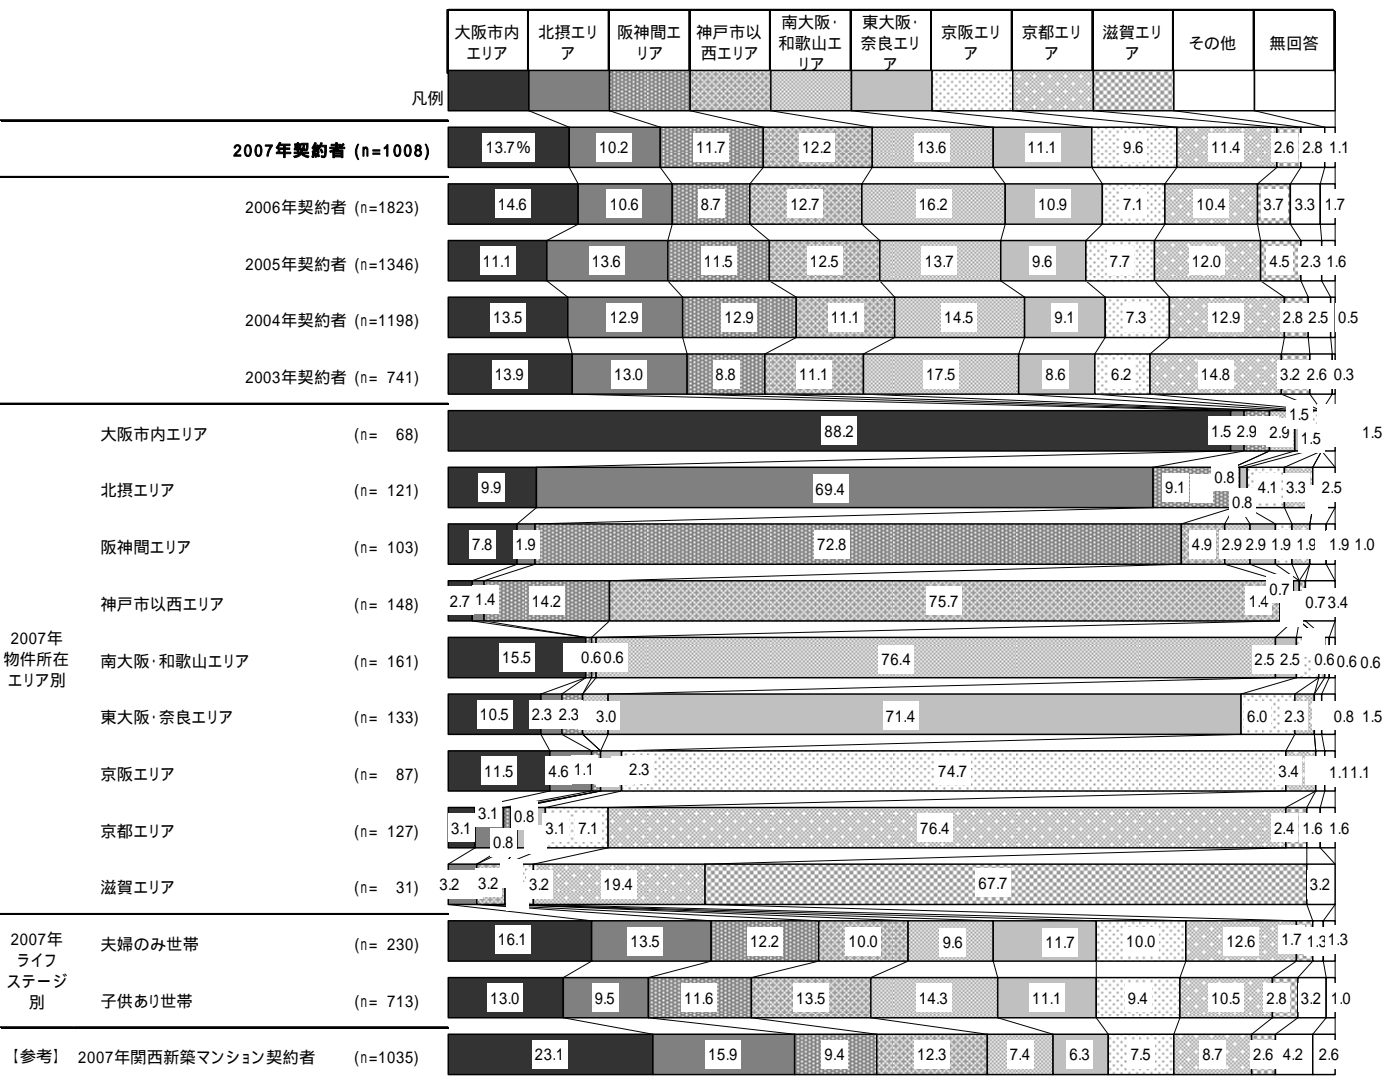 大阪市内エリア 北摂エリア 阪神間エリア 神戸市以西エリア 南大阪・和歌山エリア 東大阪・奈良エリア 京阪エリア 京都エリア 滋賀エリア その他 無回答
凡例
2007年契約者 (n=1008) 13.7% 10.2 11.7 12.2 13.6 11.1 9.6 11.4 2.6 2.8 1.1
2006年契約者 (n=1823) 14.6 10.6 8.7 12.7 16.2 10.9 7.1 10.4 3.7 3.3 1.7
2005年契約者 (n=1346) 11.1 13.6 11.5 12.5 13.7 9.6 7.7 12.0 4.5 2.3 1.6
2004年契約者 (n=1198) 13.5 12.9 12.9 11.1 14.5 9.1 7.3 12.9 2.8 2.5 0.5
2003年契約者 (n= 741) 13.9 13.0 8.8 11.1 17.5 8.6 6.2 14.8 3.2 2.6 0.3
2007年物件所在エリア別
大阪市内エリア (n= 68) 88.2 1.5 2.9 2.9 1.5 1.5 1.5
北摂エリア (n= 121) 9.9 69.4 9.1 0.8 0.8 4.1 3.3 2.5
阪神間エリア (n= 103) 7.8 1.9 72.8 4.9 2.9 2.9 1.9 1.9 1.9 1.0
神戸市以西エリア (n= 148) 2.7 1.4 14.2 75.7 1.4 0.7 0.7 3.4
南大阪・和歌山エリア (n= 161) 15.5 0.6 0.6 76.4 2.5 2.5 0.6 0.6 0.6
東大阪・奈良エリア (n= 133) 10.5 2.3 2.3 3.0 71.4 6.0 2.3 0.8 1.5
京阪エリア (n= 87) 11.5 4.6 1.1 2.3 74.7 3.4 1.1 1.1
京都エリア (n= 127) 3.1 3.1 0.8 0.8 3.1 7.1 76.4 2.4 1.6 1.6
滋賀エリア (n= 31) 3.2 3.2 3.2 19.4 67.7 3.2
2007年ライフステージ別
夫婦のみ世帯 (n= 230) 16.1 13.5 12.2 10.0 9.6 11.7 10.0 12.6 1.7 1.3 1.3
子供あり世帯 (n= 713) 13.0 9.5 11.6 13.5 14.3 11.1 9.4 10.5 2.8 3.2 1.0
【参考】 2007年関西新築マンション契約者 (n=1035) 23.1 15.9 9.4 12.3 7.4 6.3 7.5 8.7 2.6 4.2 2.6